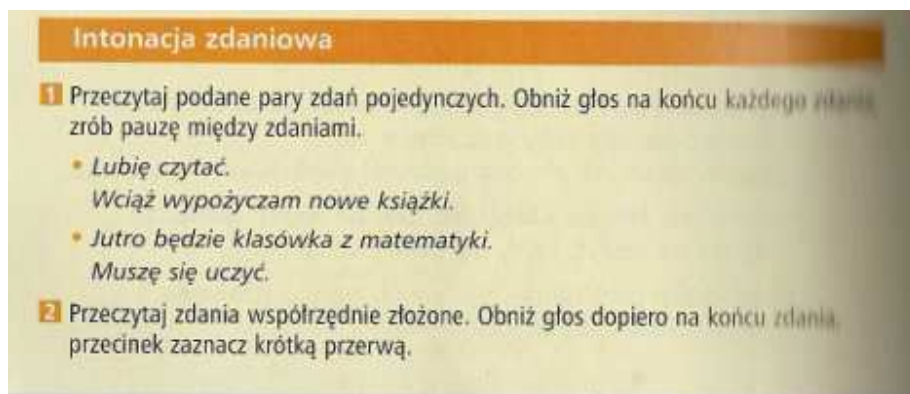 Intonacja zdaniowa
1 Przeczytaj podane pary zdań pojedynczych. Obniż głos na końcu każdego zdania,
zrób pauzę między zdaniami.
• Lubię czytać.
Wciąż wypożyczam nowe książki.
• Jutro będzie klasówka z matematyki.
Muszę się uczyć.
2 Przeczytaj zdania współrzędnie złożone. Obniż głos dopiero na końcu zdania,
przecinek zaznacz krótką przerwą.